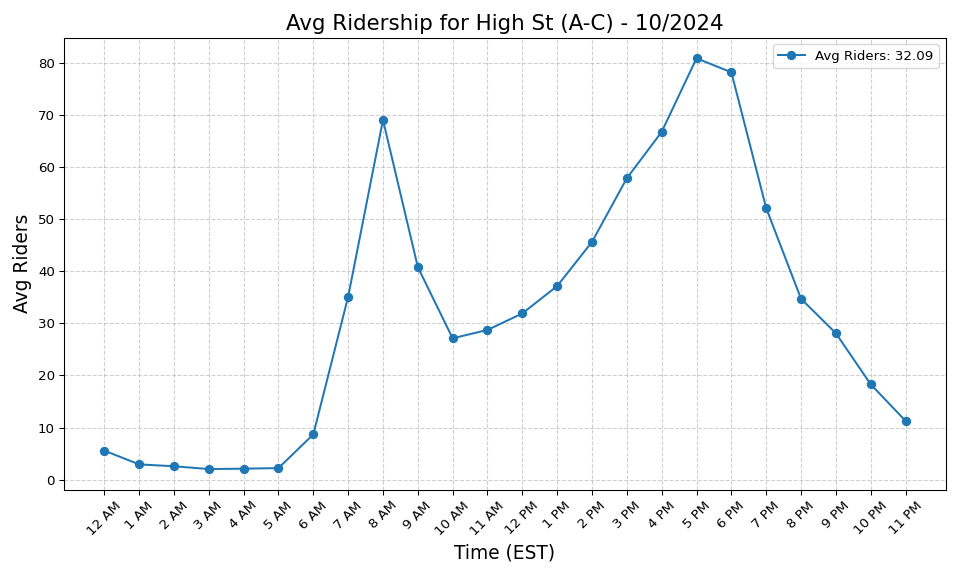 Avg Ridership for High St (A-C) - 10/2024
Avg Riders: 32.09
Avg Riders
80
70
60
50
40
30
20
10
0
12 AM 1 AM 2 AM 3 AM 4 AM 5 AM 6 AM 7 AM 8 AM 9 AM 10 AM 11 AM 12 PM 1 PM 2 PM 3 PM 4 PM 5 PM 6 PM 7 PM 8 PM 9 PM 10 PM 11 PM
Time (EST)